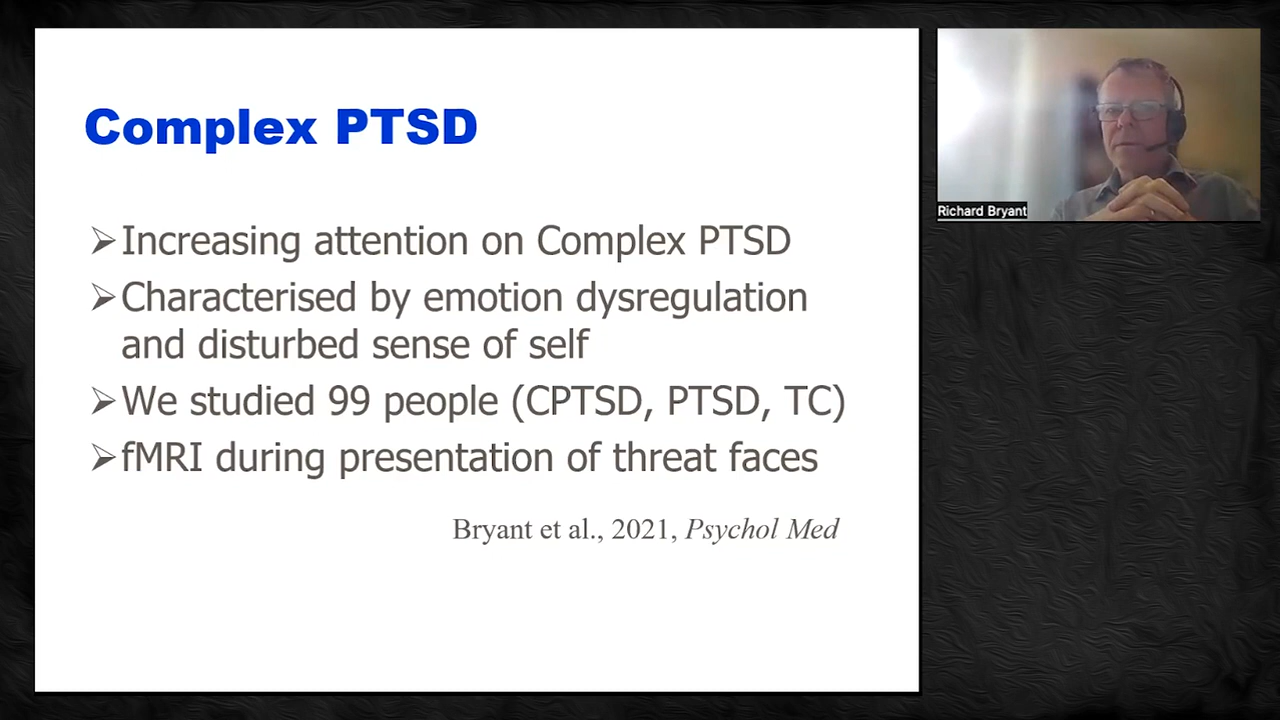 Complex PTSD
➢Increasing attention on Complex PTSD
➢Characterised by emotion dysregulation
and disturbed sense of self
➢We studied 99 people (CPTSD, PTSD, TC)
➢fMRI during presentation of threat faces
Bryant et al., 2021, Psychol Med
Richard Bryant